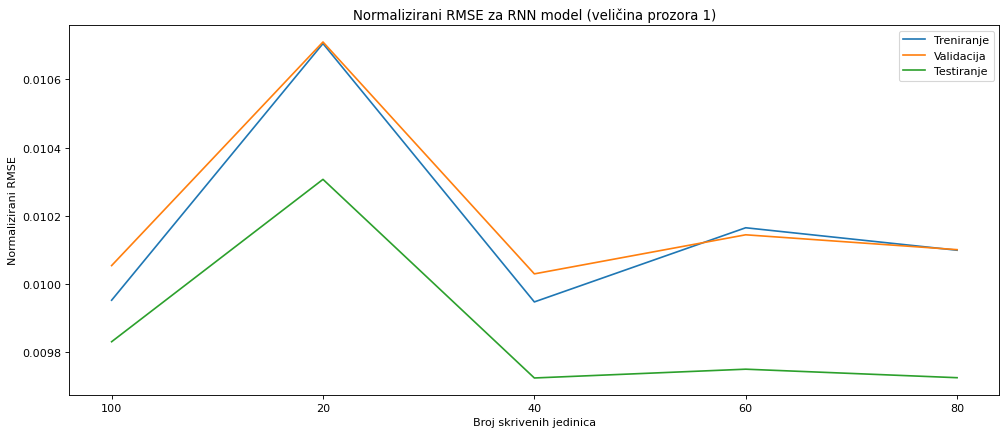 Normalizirani RMSE za RNN model (veličina prozora 1)
Treniranje
Validacija
Testiranje
0.0106
0.0104
0.0102
0.0100
0.0098
Normalizirani RMSE
100
20
40
60
80
Broj skrivenih jedinica